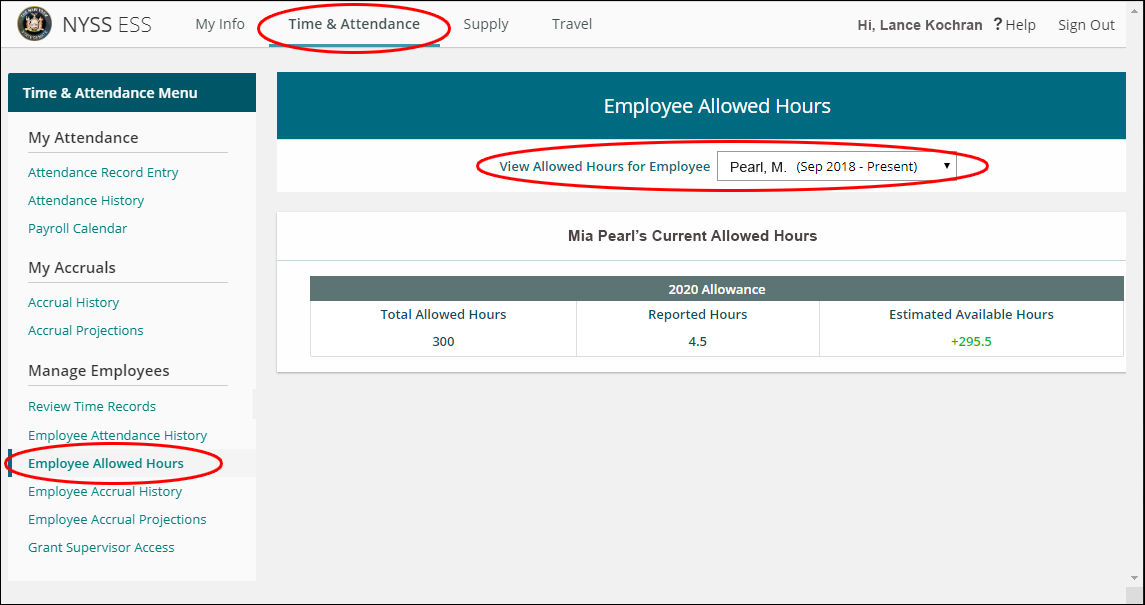 NYSS ESS My Info Time & Attendance Supply Travel Hi, Lance Kochran ? Help Sign Out
Time & Attendance Menu
My Attendance
Attendance Record Entry
Attendance History
Payroll Calendar
My Accruals
Accrual History
Accrual Projections
Manage Employees
Review Time Records
Employee Attendance History
Employee Allowed Hours
Employee Accrual History
Employee Accrual Projections
Grant Supervisor Access
Employee Allowed Hours
View Allowed Hours for Employee Pearl, M. (Sep 2018 - Present)
Mia Pearl’s Current Allowed Hours
2020 Allowance
Total Allowed Hours Reported Hours Estimated Available Hours
300 4.5 +295.5